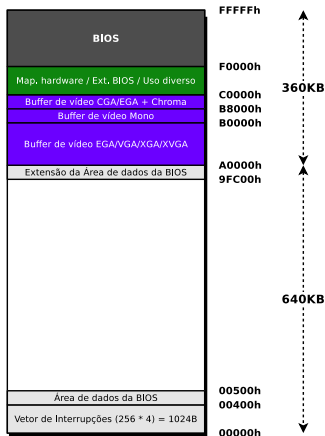 FFFFFh
BIOS
F0000h
Map. hardware / Ext. BIOS / Uso diverso
360KB
C0000h
Buffer de vídeo CGA/EGA + Chroma
B8000h
Buffer de vídeo Mono
B0000h
Buffer de vídeo EGA/VGA/XGA/XVGA
A0000h
Extensão da Área de dados da BIOS
9FC00h
640KB
00500h
Área de dados da BIOS
00400h
Vetor de Interrupções (256 * 4) = 1024B
00000h